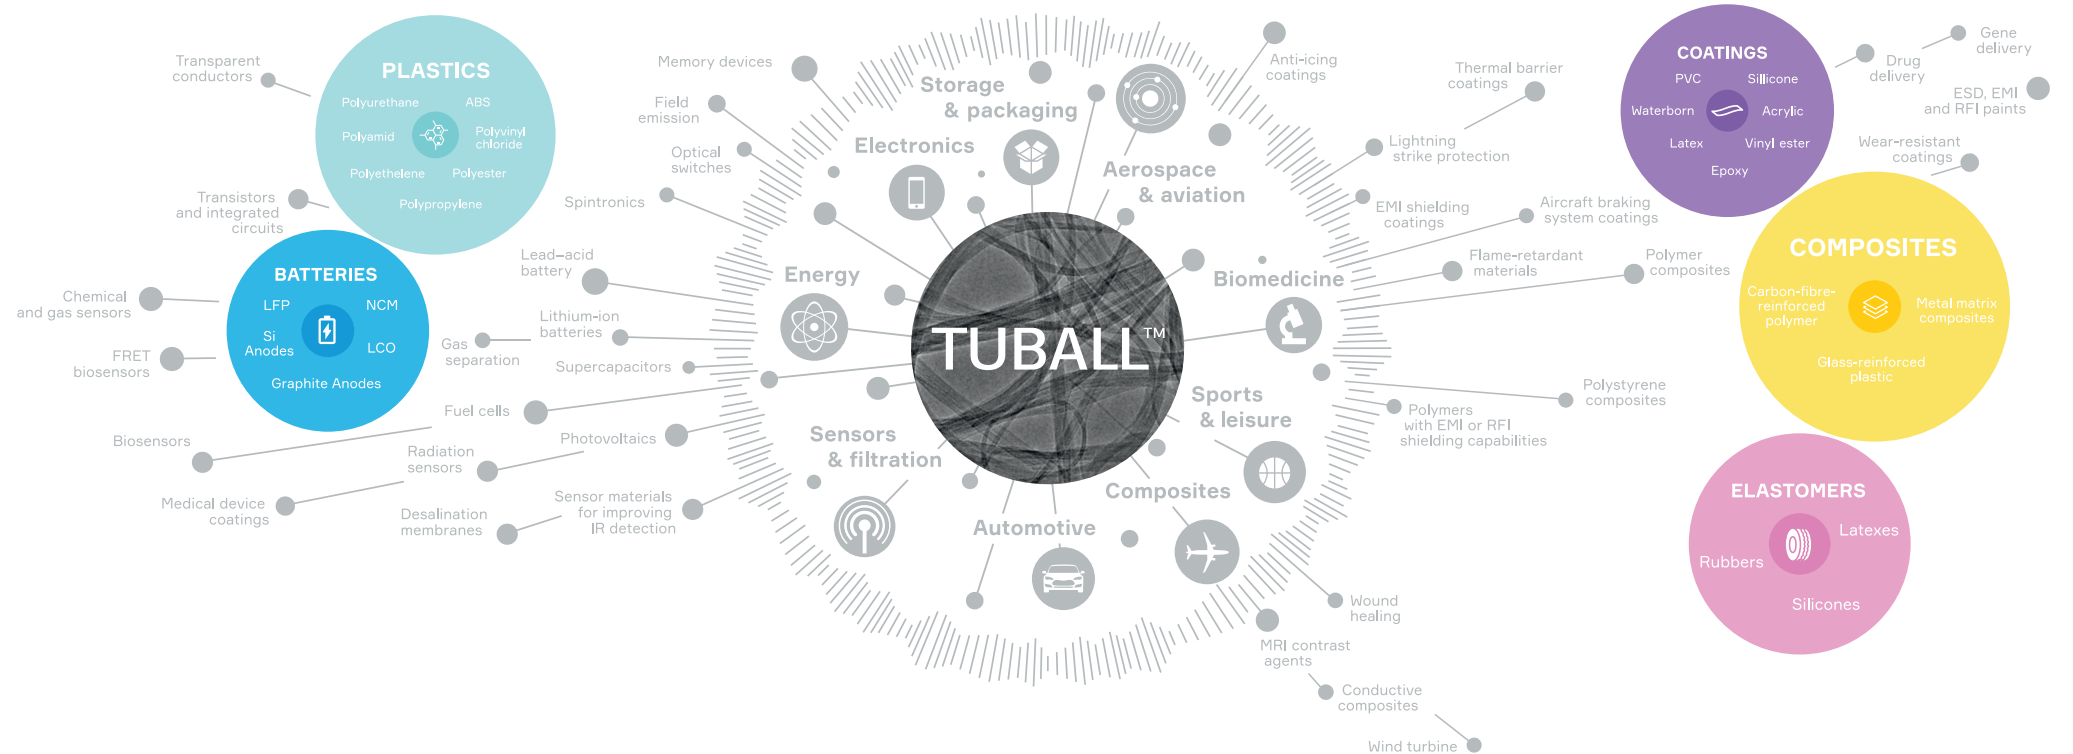 Transparent
conductors
PLASTICS
Polyurethane
ABS
Polyamid
Polyvinyl
chloride
Polyethelene
Polyester
Polypropylene
Transistors
and integrated
circuits
BATTERIES
LFP
NCM
Si
Anodes
LCO
Graphite Anodes
Chemical
and gas sensors
FRET
biosensors
Biosensors
Medical device
coatings
Memory devices
Field
emission
Optical
switches
Spintronics
Lead–acid
battery
Lithium-ion
batteries
Gas
separation
Supercapacitors
Fuel cells
Photovoltaics
Radiation
sensors
Sensor materials
for improving
IR detection
Desalination
membranes
Storage
& packaging
Electronics
Aerospace
& aviation
Energy
Biomedicine
TUBALL™
Sports
& leisure
Sensors
& filtration
Composites
Automotive
Anti-icing
coatings
Thermal barrier
coatings
Lightning
strike protection
EMI shielding
coatings
Aircraft braking
system coatings
Flame-retardant
materials
Polymer
composites
Polystyrene
composites
Polymers
with EMI or RFI
shielding capabilities
Wound
healing
MRI contrast
agents
Conductive
composites
Wind turbine
COATINGS
PVC
Sillicone
Waterborn
Acrylic
Latex
Vinyl ester
Epoxy
Gene
delivery
Drug
delivery
ESD, EMI
and RFI paints
Wear-resistant
coatings
COMPOSITES
Carbon-fibre-
reinforced
polymer
Metal matrix
composites
Glass-reinforced
plastic
ELASTOMERS
Latexes
Rubbers
Silicones